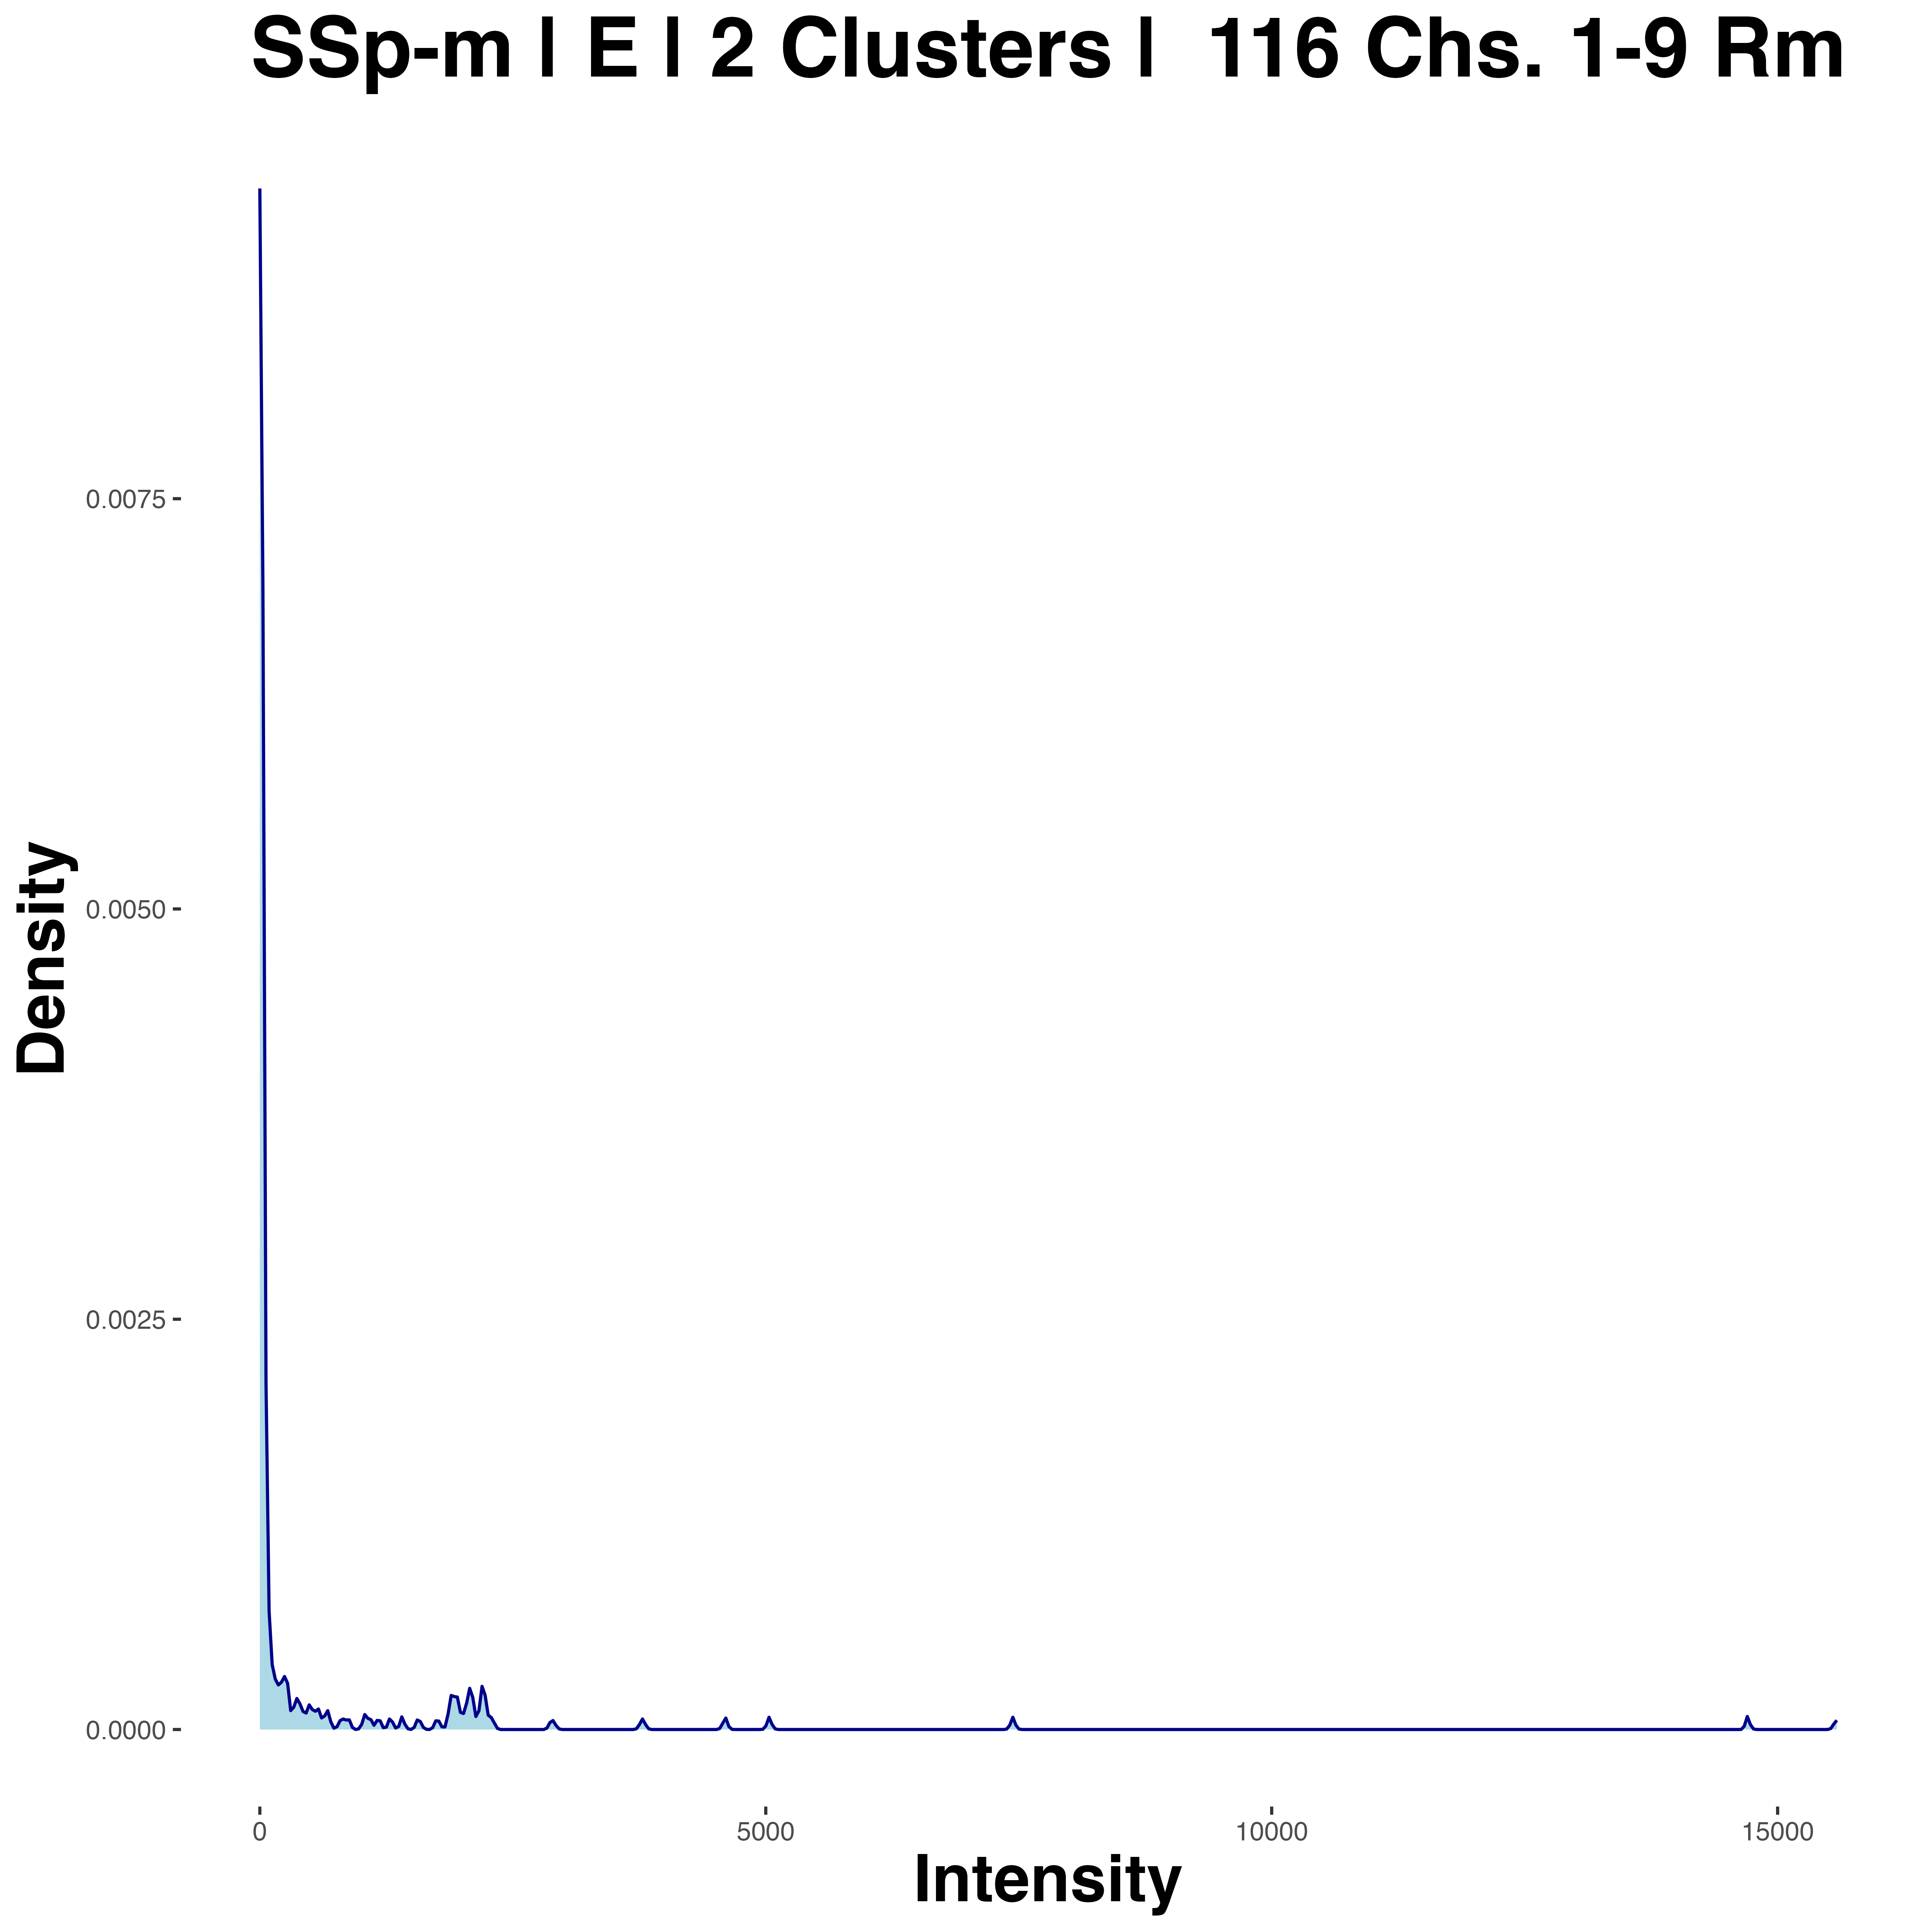 SSp-m | E | 2 Clusters |  116 Chs. 1-9 Rm
Density
0.0075
0.0050
0.0025
0.0000
0 5000 10000 15000
Intensity